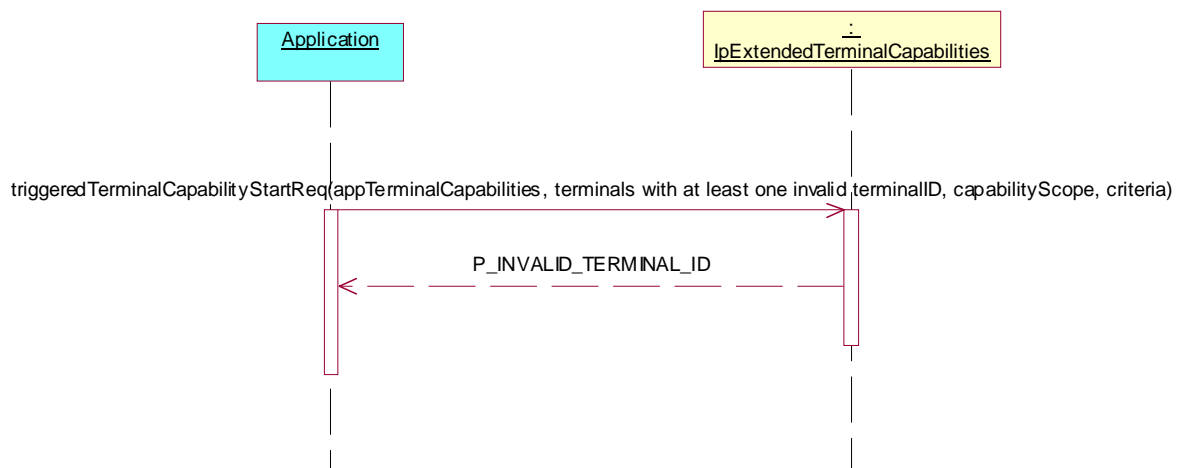 Application
:
IpExtendedTerminalCapabilities
triggeredTerminalCapabilityStartReq(appTerminalCapabilities, terminals with at least one invalid terminalID, capabilityScope, criteria)
P_INVALID_TERMINAL_ID